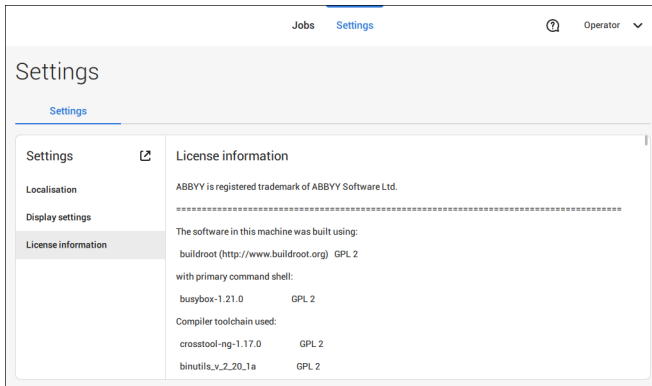 Jobs Settings Operator
Settings
Settings
Settings
Localisation
Display settings
License information
License information
ABBYY is registered trademark of ABBYY Software Ltd.
=======================================================================================
The software in this machine was built using:
buildroot (http://www.buildroot.org) GPL 2
with primary command shell:
busybox-1.21.0 GPL 2
Compiler toolchain used:
crosstool-ng-1.17.0 GPL 2
binutils_v_2_20_1a GPL 2